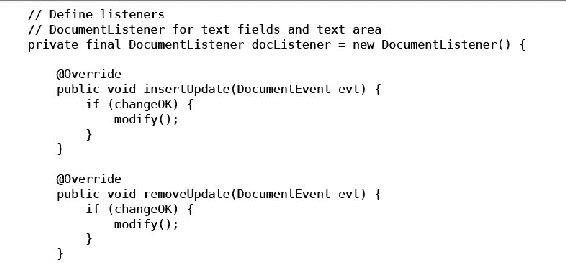 // Define listeners
// DocumentListener for text fields and text area
private final DocumentListener docListener = new DocumentListener() {
@Override
public void insertUpdate(DocumentEvent evt) {
if (changeOK) {
modify();
}
}
@Override
public void removeUpdate(DocumentEvent evt) {
if (changeOK) {
modify();
}
}